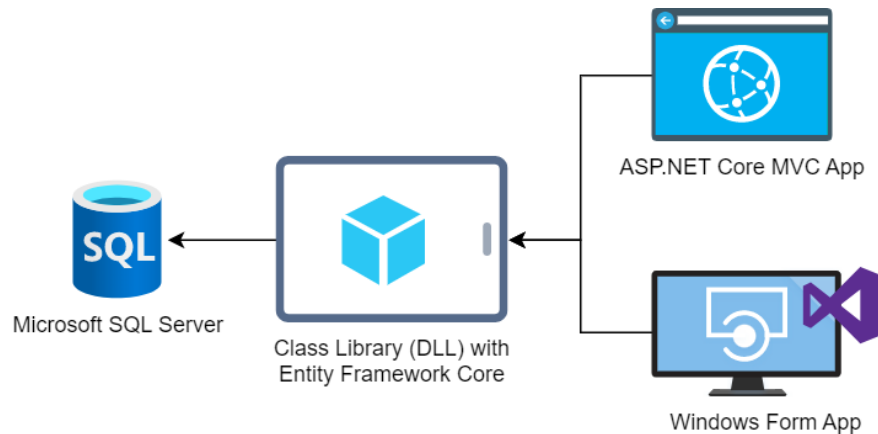 ASP.NET Core MVC App
SQL
Microsoft SQL Server
Class Library (DLL) with
Entity Framework Core
Windows Form App